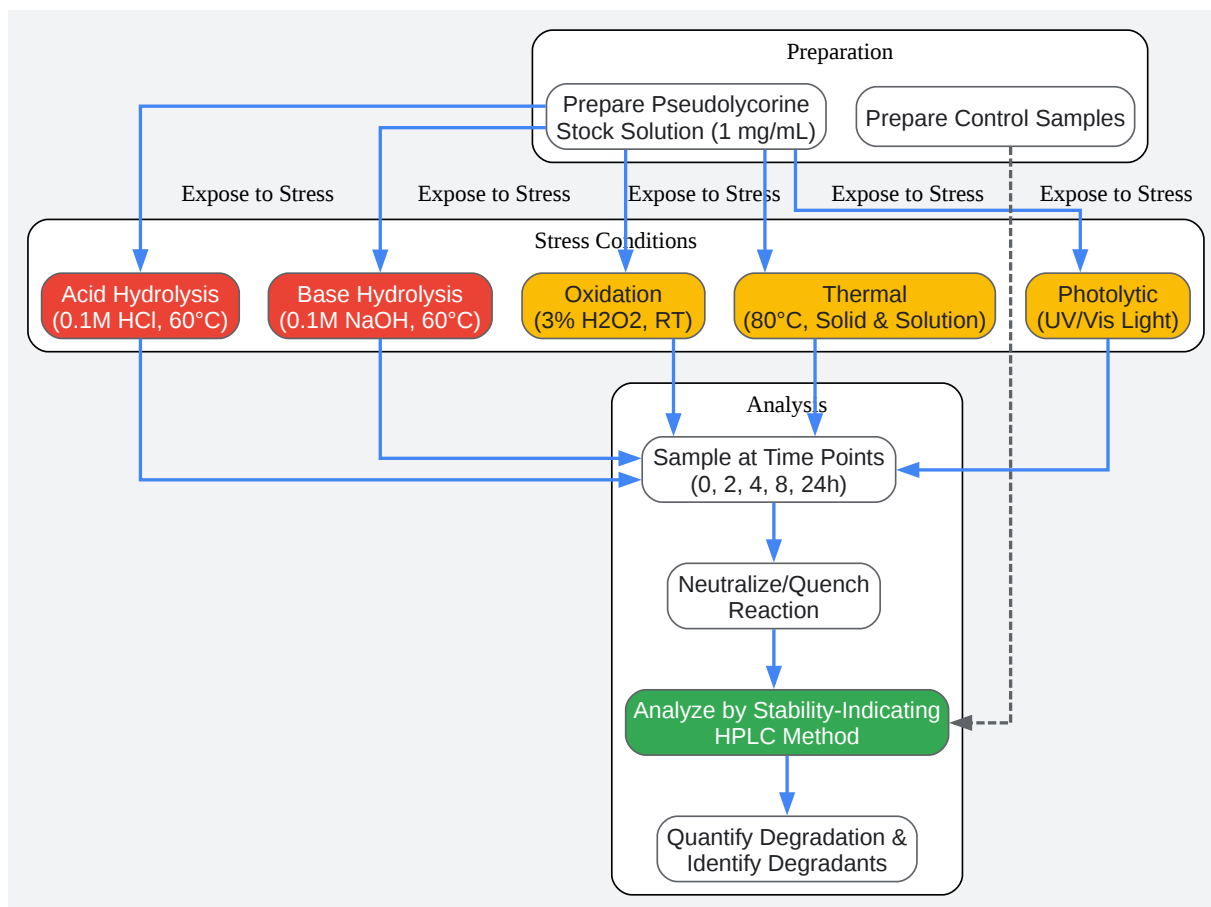 Preparation
Prepare Pseudolycorine
Stock Solution (1 mg/mL)
Prepare Control Samples
Expose to Stress
Expose to Stress
Expose to Stress
Expose to Stress
Expose to Stress
Stress Conditions
Acid Hydrolysis
(0.1M HCl, 60°C)
Base Hydrolysis
(0.1M NaOH, 60°C)
Oxidation
(3% H2O2, RT)
Thermal
(80°C, Solid & Solution)
Photolytic
(UV/Vis Light)
Analysis
Sample at Time Points
(0, 2, 4, 8, 24h)
Neutralize/Quench
Reaction
Analyze by Stability-Indicating
HPLC Method
Quantify Degradation &
Identify Degradants